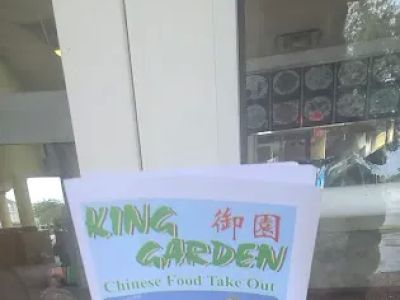 KING 御園
GARDEN
Chinese Food Take Out